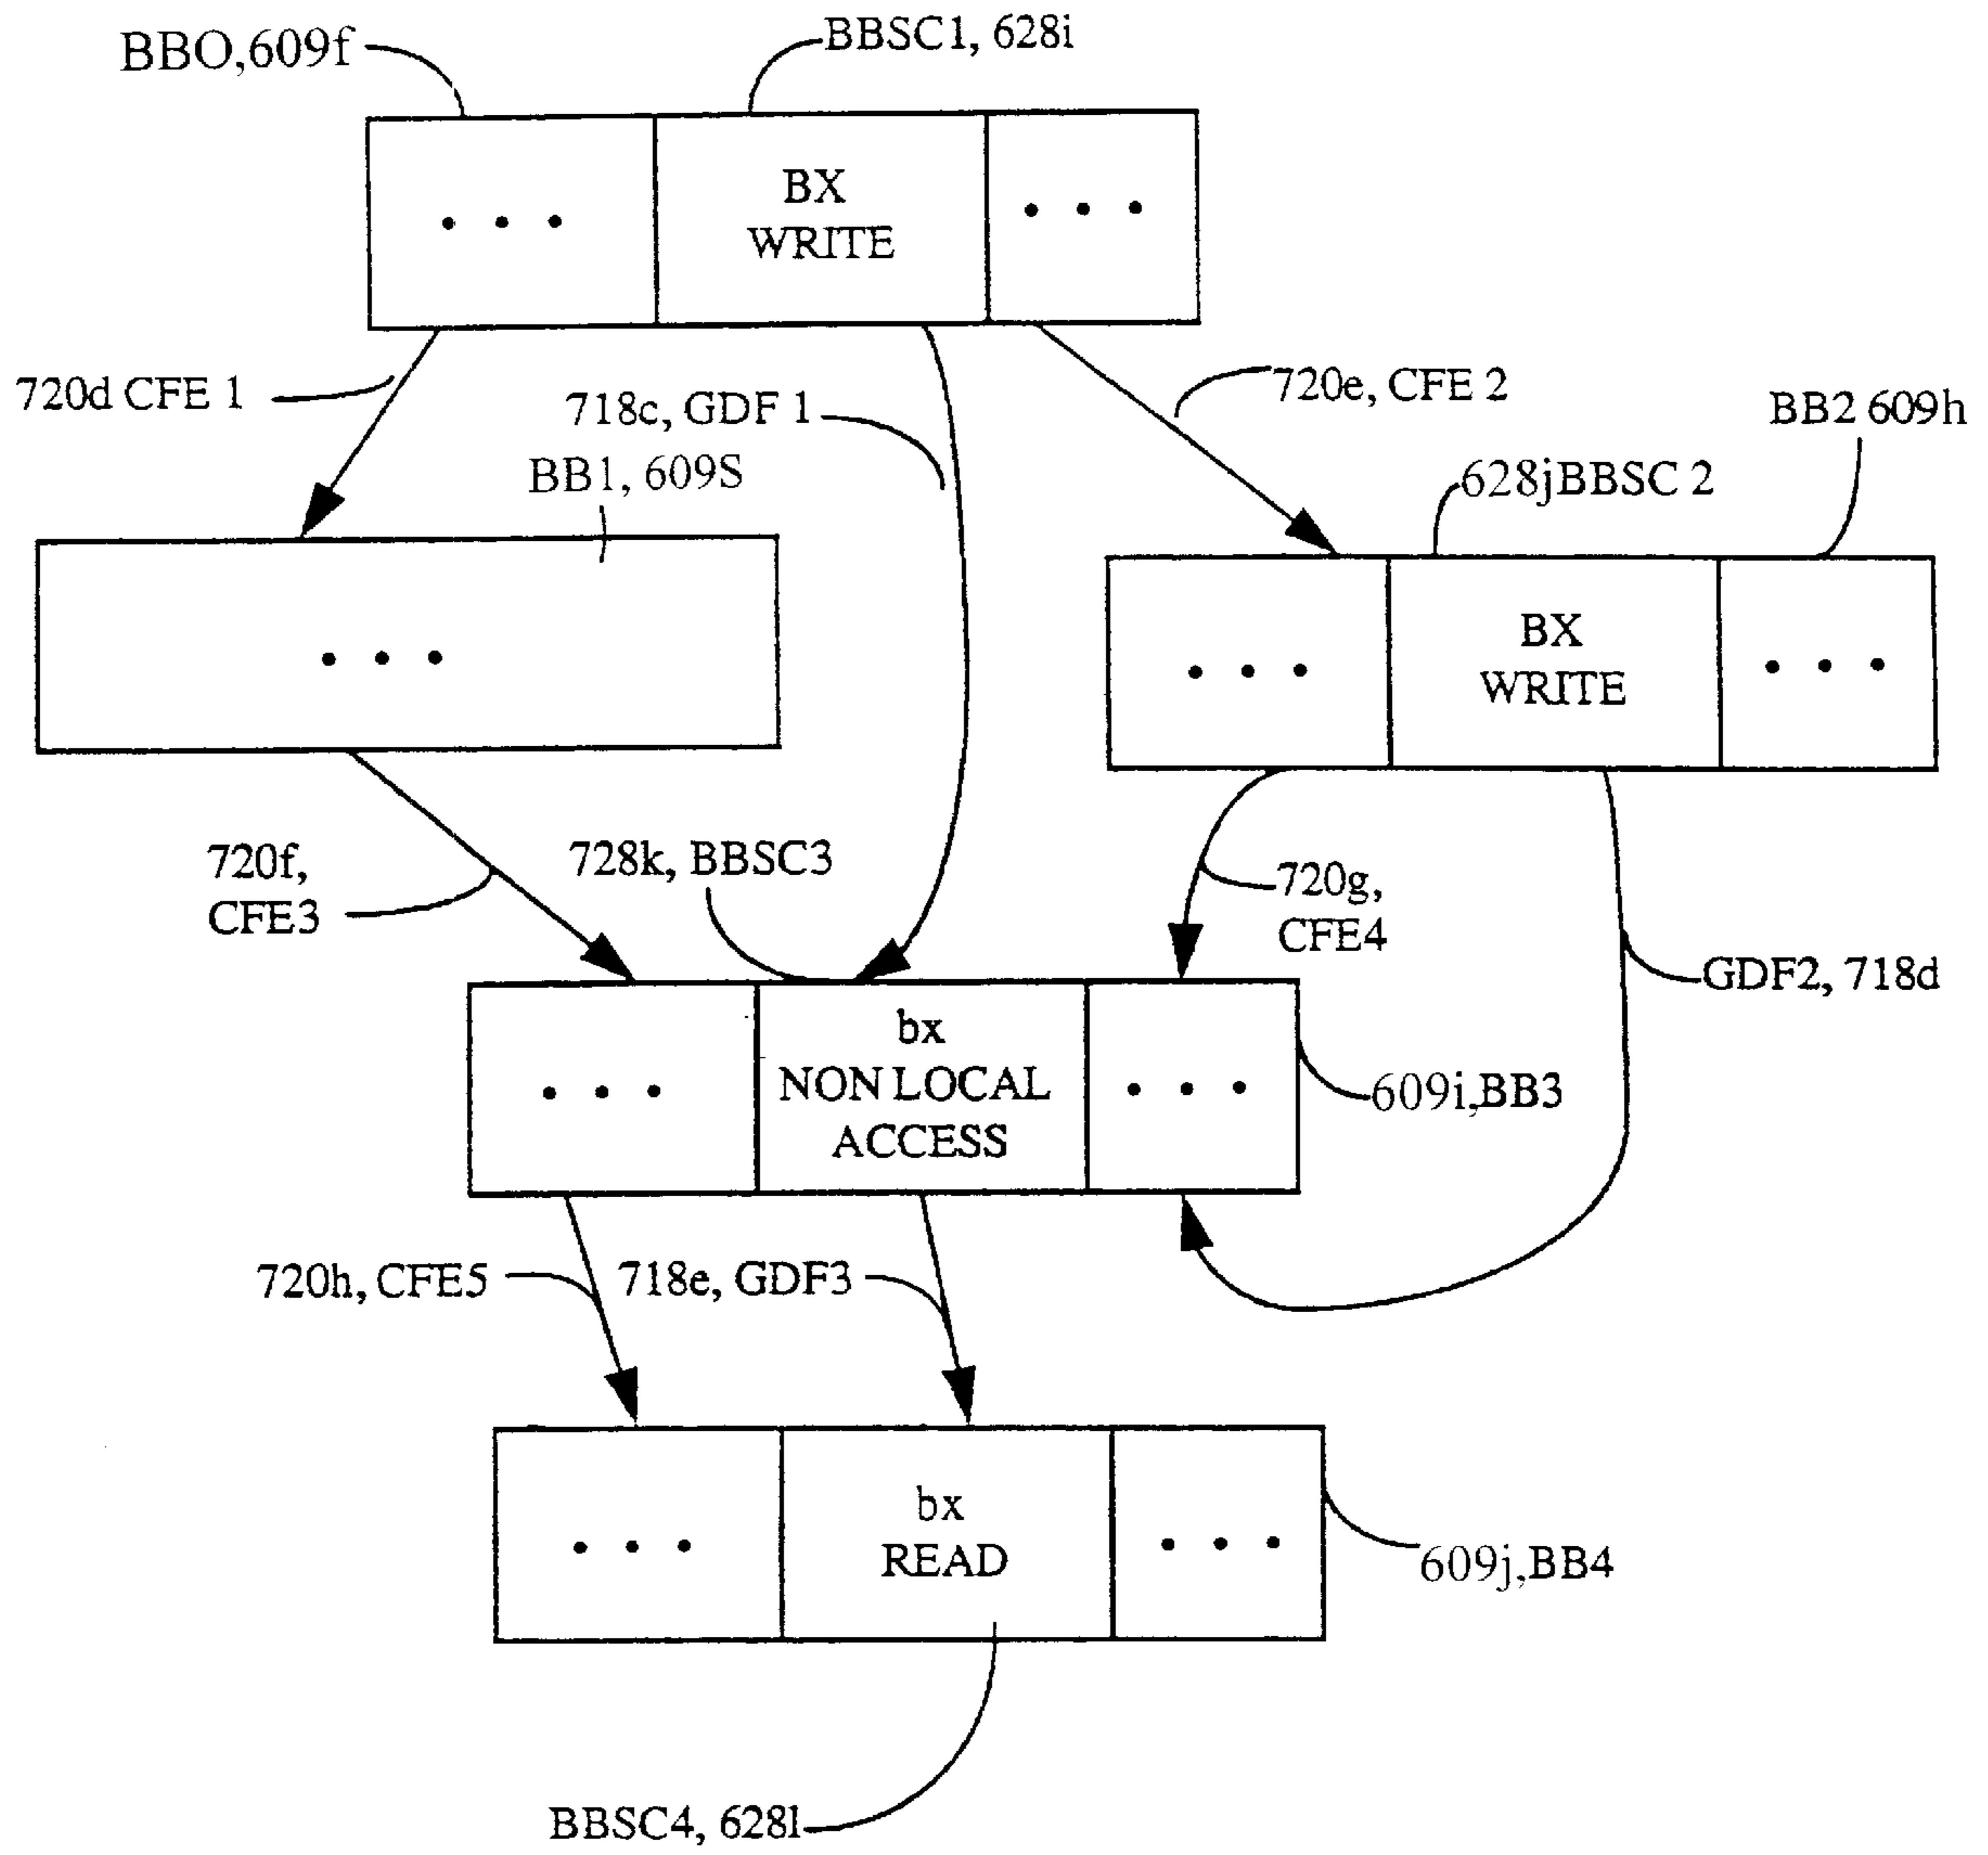 BBO,609f
BBSC1, 628i
BX
WRITE
720d CFE 1
718c, GDF 1
720e, CFE 2
BB2 609h
BB1, 609S
628jBBSC 2
BX
WRITE
720f,
CFE3
728k, BBSC3
720g,
CFE4
GDF2, 718d
bx
NON LOCAL
ACCESS
609i,BB3
720h, CFE5
718e, GDF3
bx
READ
609j,BB4
BBSC4, 628l